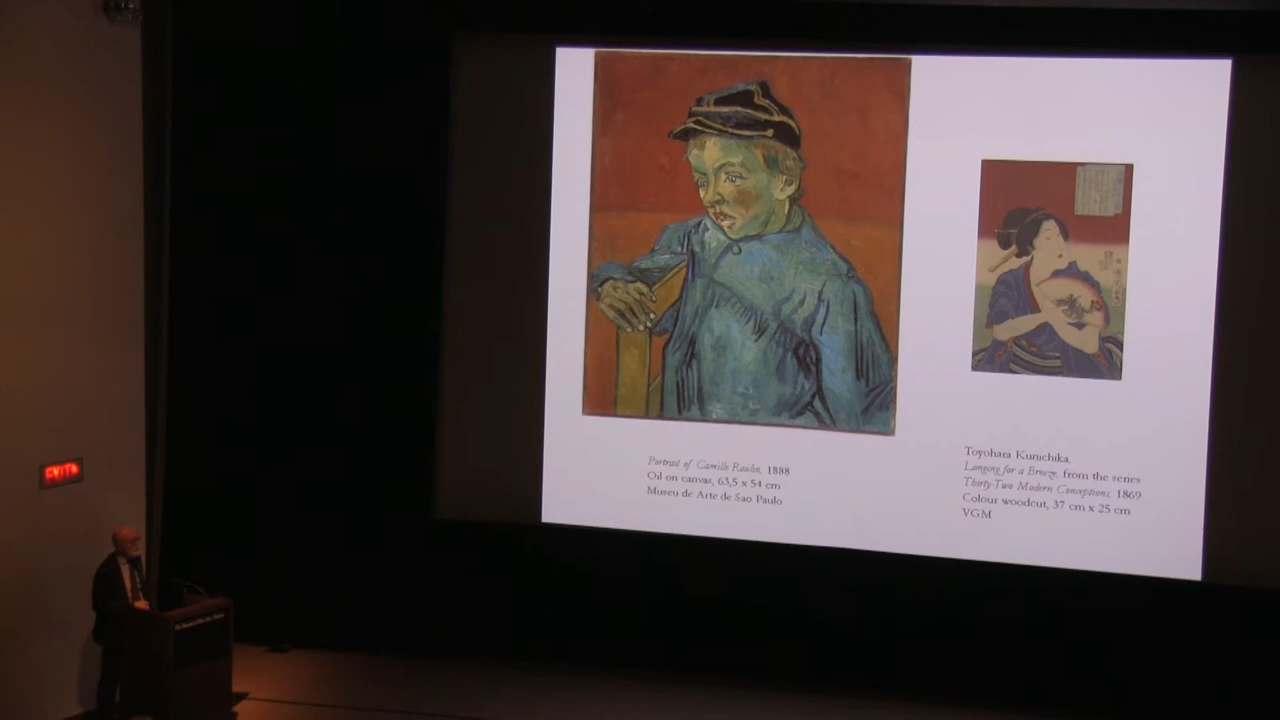 Portrait of Camille Roulin, 1888
Oil on canvas, 63,5 x 54 cm
Museu de Arte de Sao Paulo
Toyohara Kunichika,
Longing for a Breeze, from the series
Thirty-Two Modern Conceptions, 1869
Colour woodcut, 37 cm x 25 cm
VGM
EXIT